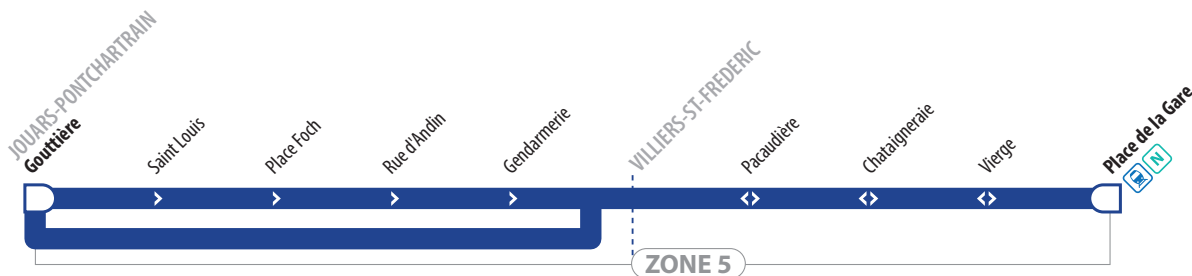 JOUARS-PONTCHARTRAIN
Gouttière
Saint Louis
Place Foch
Rue d'Andin
Gendarmerie
VILLIERS-ST-FREDERIC
Pacaudière
Chataigneraie
Vierge
Place de la Gare
N
ZONE 5